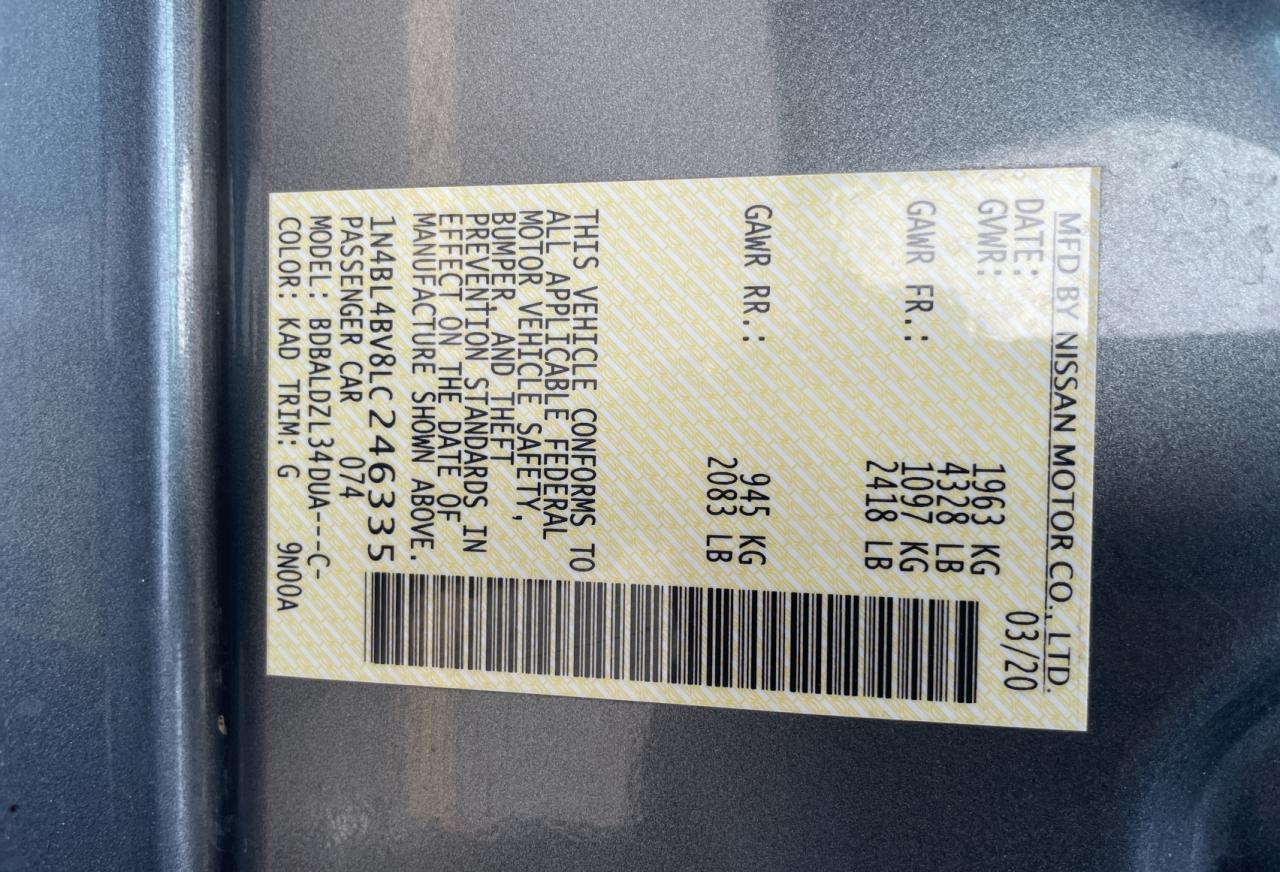 MFD BY NISSAN MOTOR CO., LTD.
DATE: 03/20
GVWR: 1963 KG
4328 LB
GAWR FR.: 1097 KG
2418 LB
GAWR RR.: 945 KG
2083 LB
THIS VEHICLE CONFORMS TO
ALL APPLICABLE FEDERAL
MOTOR VEHICLE SAFETY,
BUMPER, AND THEFT
PREVENTION STANDARDS IN
EFFECT ON THE DATE OF
MANUFACTURE SHOWN ABOVE.
1N4BL4BV8LC246335
PASSENGER CAR 074
MODEL: BDBALDZL34DUA---C-
COLOR: KAD TRIM: G 9N00A